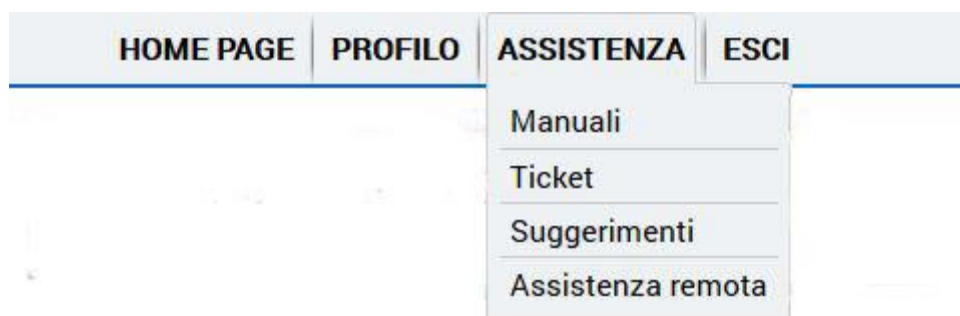 HOME PAGE PROFILO ASSISTENZA ESCI
Manuali
Ticket
Suggerimenti
Assistenza remota